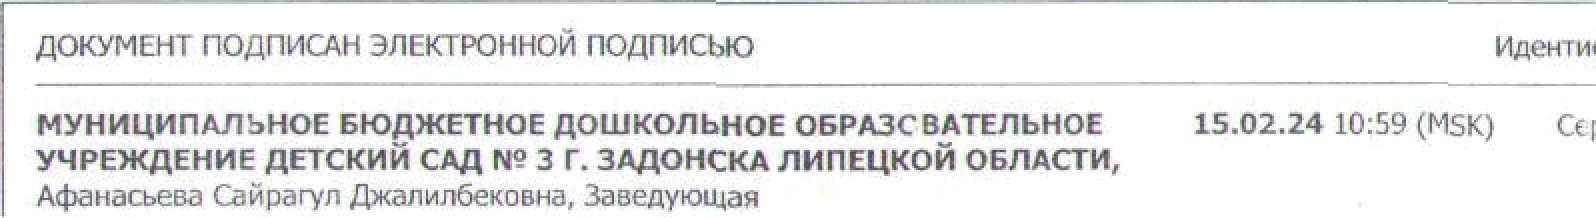 ДОКУМЕНТ ПОДПИСАН ЭЛЕКТРОННОЙ ПОДПИСЬЮ
МУНИЦИПАЛЬНОЕ БЮДЖЕТНОЕ ДОШКОЛЬНОЕ ОБРАЗОВАТЕЛЬНОЕ 15.02.24 10:59 (MSK)
УЧРЕЖДЕНИЕ ДЕТСКИЙ САД № 3 Г. ЗАДОНСКА ЛИПЕЦКОЙ ОБЛАСТИ,
Афанасьева Сайрагул Джалилбековна, Заведующая